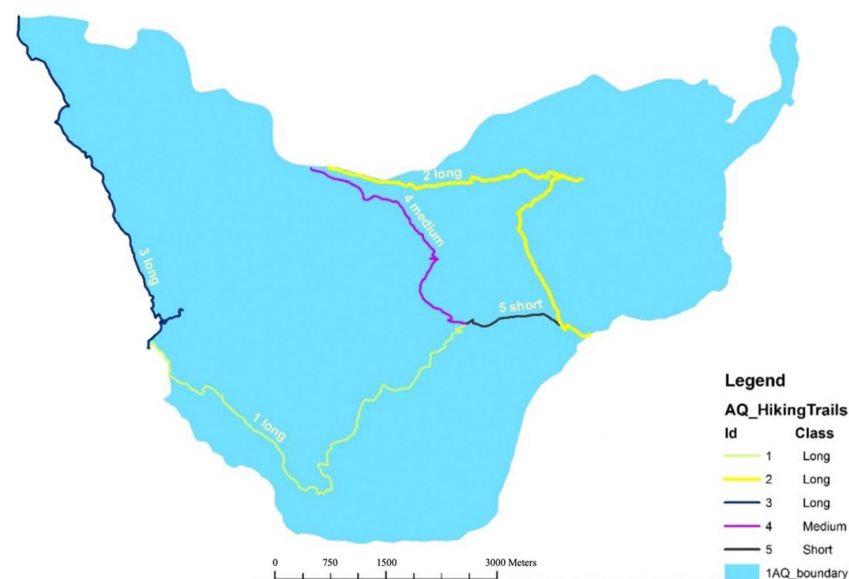 2 long
4 medium
3 long
5 short
1 long
Legend
AQ_HikingTrails
Id Class
1 Long
2 Long
3 Long
4 Medium
5 Short
1AQ_boundary
0 750 1500 3000 Meters